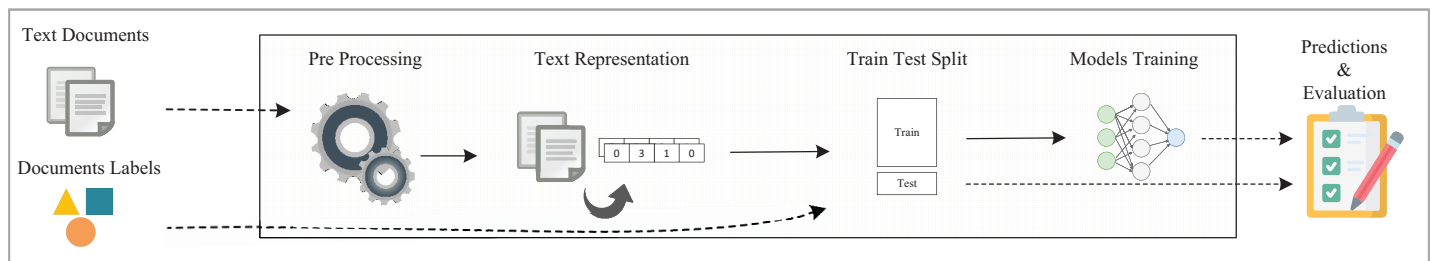 Text Documents
Documents Labels
Pre Processing
Text Representation
0 3 1 0
Train Test Split
Train
Test
Models Training
Predictions
&
Evaluation